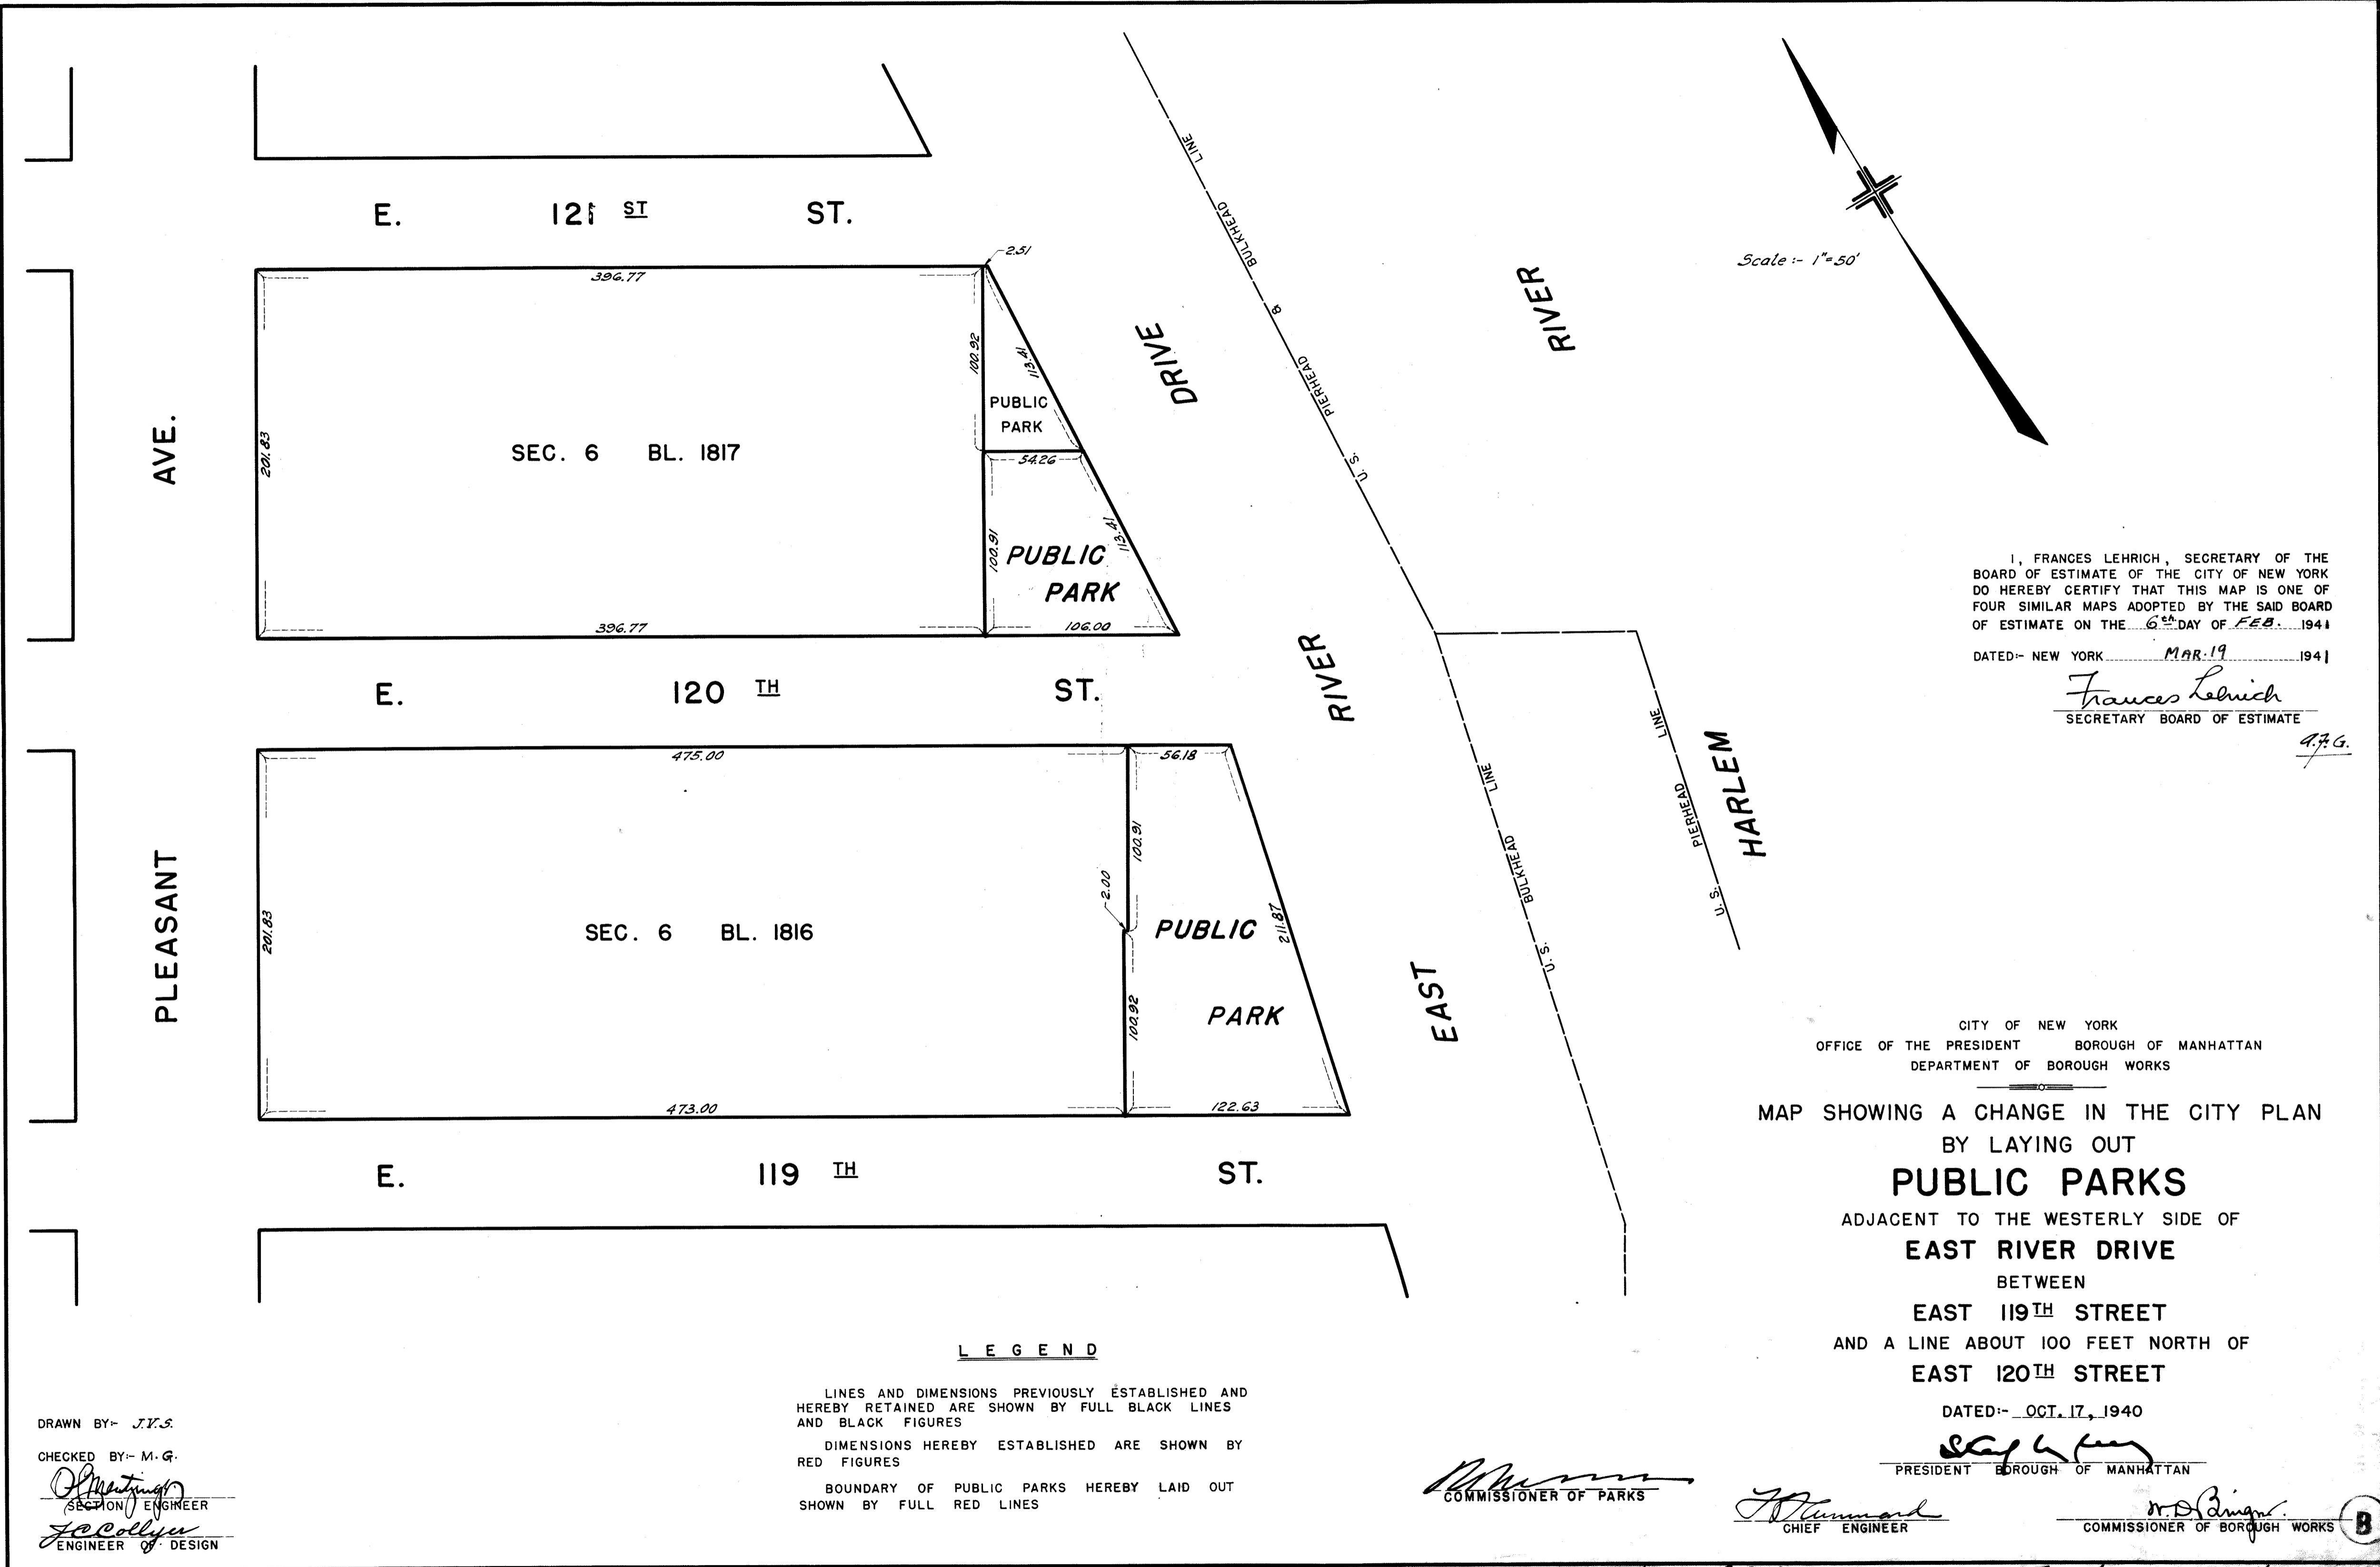 E. 121 ST ST.
2.51
396.77
100.92
113.41
PUBLIC
PARK
54.26
201.83
SEC. 6 BL. 1817
100.91
113.41
PUBLIC
PARK
396.77
106.00
AVE.
PLEASANT
E. 120 TH ST.
475.00
56.18
100.91
2.00
201.83
SEC. 6 BL. 1816
100.92
211.87
PUBLIC
PARK
473.00
122.63
E. 119 TH ST.
EAST RIVER DRIVE
HARLEM RIVER
U. S. PIERHEAD & BULKHEAD LINE
U. S. BULKHEAD LINE
U. S. PIERHEAD LINE
Scale :- 1"=50'
I, FRANCES LEHRICH, SECRETARY OF THE
BOARD OF ESTIMATE OF THE CITY OF NEW YORK
DO HEREBY CERTIFY THAT THIS MAP IS ONE OF
FOUR SIMILAR MAPS ADOPTED BY THE SAID BOARD
OF ESTIMATE ON THE 6th DAY OF FEB. 1941
DATED:- NEW YORK MAR. 19 1941
Frances Lehrich
SECRETARY BOARD OF ESTIMATE
A.F.G.
CITY OF NEW YORK
OFFICE OF THE PRESIDENT BOROUGH OF MANHATTAN
DEPARTMENT OF BOROUGH WORKS
MAP SHOWING A CHANGE IN THE CITY PLAN
BY LAYING OUT
PUBLIC PARKS
ADJACENT TO THE WESTERLY SIDE OF
EAST RIVER DRIVE
BETWEEN
EAST 119TH STREET
AND A LINE ABOUT 100 FEET NORTH OF
EAST 120TH STREET
DATED:- OCT. 17, 1940
PRESIDENT BOROUGH OF MANHATTAN
COMMISSIONER OF PARKS
CHIEF ENGINEER
COMMISSIONER OF BOROUGH WORKS
B
LEGEND
LINES AND DIMENSIONS PREVIOUSLY ESTABLISHED AND
HEREBY RETAINED ARE SHOWN BY FULL BLACK LINES
AND BLACK FIGURES
DIMENSIONS HEREBY ESTABLISHED ARE SHOWN BY
RED FIGURES
BOUNDARY OF PUBLIC PARKS HEREBY LAID OUT
SHOWN BY FULL RED LINES
DRAWN BY:- J.V.S.
CHECKED BY:- M. G.
SECTION ENGINEER
J C Collyer
ENGINEER OF DESIGN